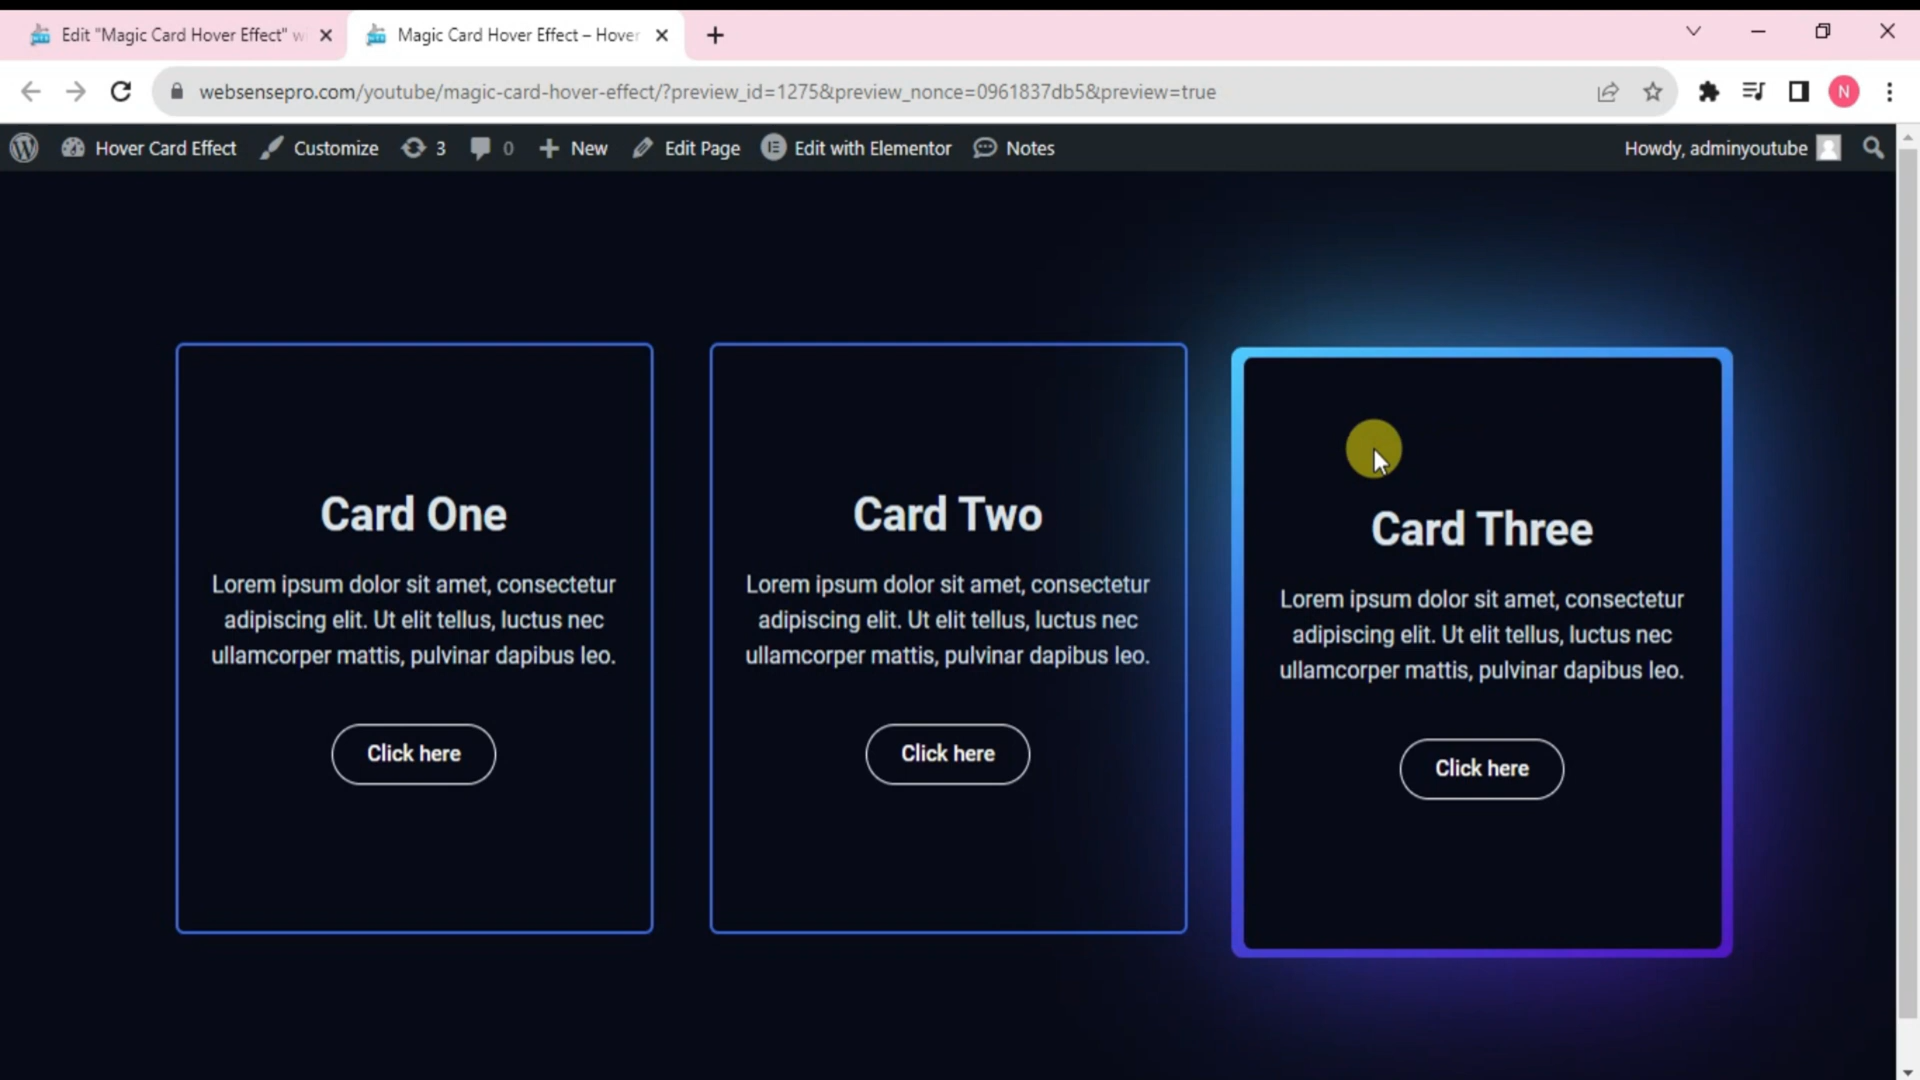 Edit "Magic Card Hover Effect" w
Magic Card Hover Effect – Hover
websensepro.com/youtube/magic-card-hover-effect/?preview_id=1275&preview_nonce=0961837db5&preview=true
N
Hover Card Effect Customize 3 0 New Edit Page Edit with Elementor Notes Howdy, adminyoutube
Card One
Lorem ipsum dolor sit amet, consectetur
adipiscing elit. Ut elit tellus, luctus nec
ullamcorper mattis, pulvinar dapibus leo.
Click here
Card Two
Lorem ipsum dolor sit amet, consectetur
adipiscing elit. Ut elit tellus, luctus nec
ullamcorper mattis, pulvinar dapibus leo.
Click here
Card Three
Lorem ipsum dolor sit amet, consectetur
adipiscing elit. Ut elit tellus, luctus nec
ullamcorper mattis, pulvinar dapibus leo.
Click here